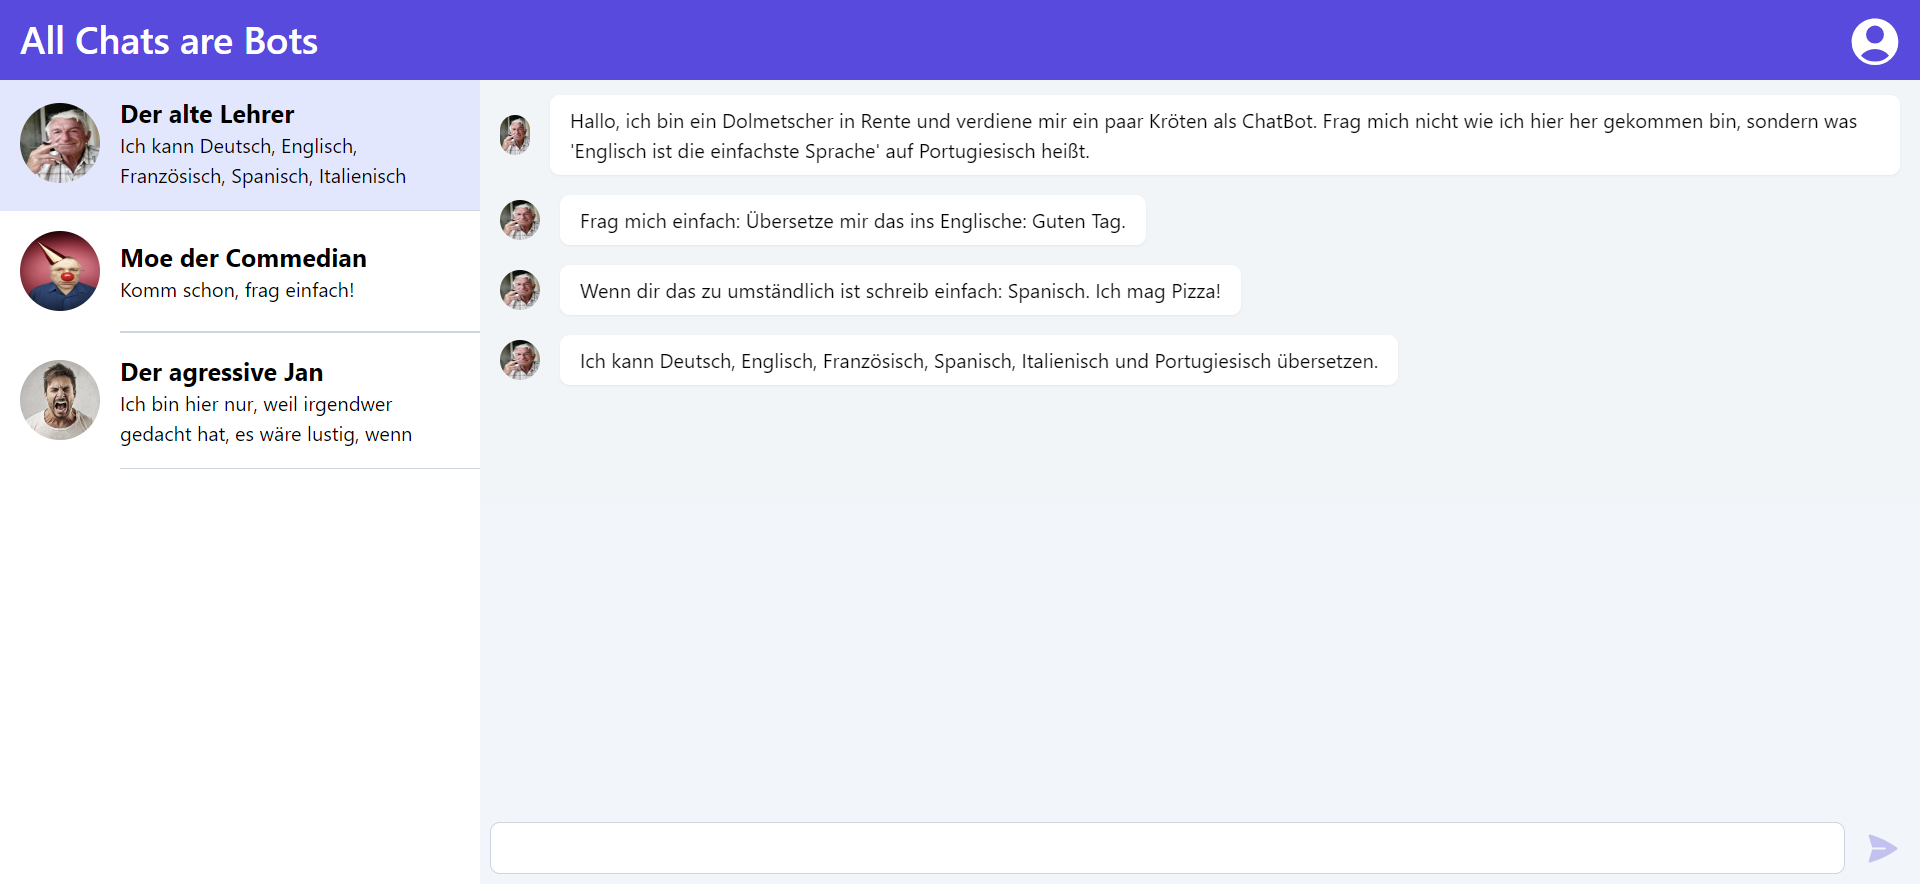 All Chats are Bots
Der alte Lehrer
Ich kann Deutsch, Englisch,
Französisch, Spanisch, Italienisch
Moe der Commedian
Komm schon, frag einfach!
Der agressive Jan
Ich bin hier nur, weil irgendwer
gedacht hat, es wäre lustig, wenn
Hallo, ich bin ein Dolmetscher in Rente und verdiene mir ein paar Kröten als ChatBot. Frag mich nicht wie ich hier her gekommen bin, sondern was
'Englisch ist die einfachste Sprache' auf Portugiesisch heißt.
Frag mich einfach: Übersetze mir das ins Englische: Guten Tag.
Wenn dir das zu umständlich ist schreib einfach: Spanisch. Ich mag Pizza!
Ich kann Deutsch, Englisch, Französisch, Spanisch, Italienisch und Portugiesisch übersetzen.